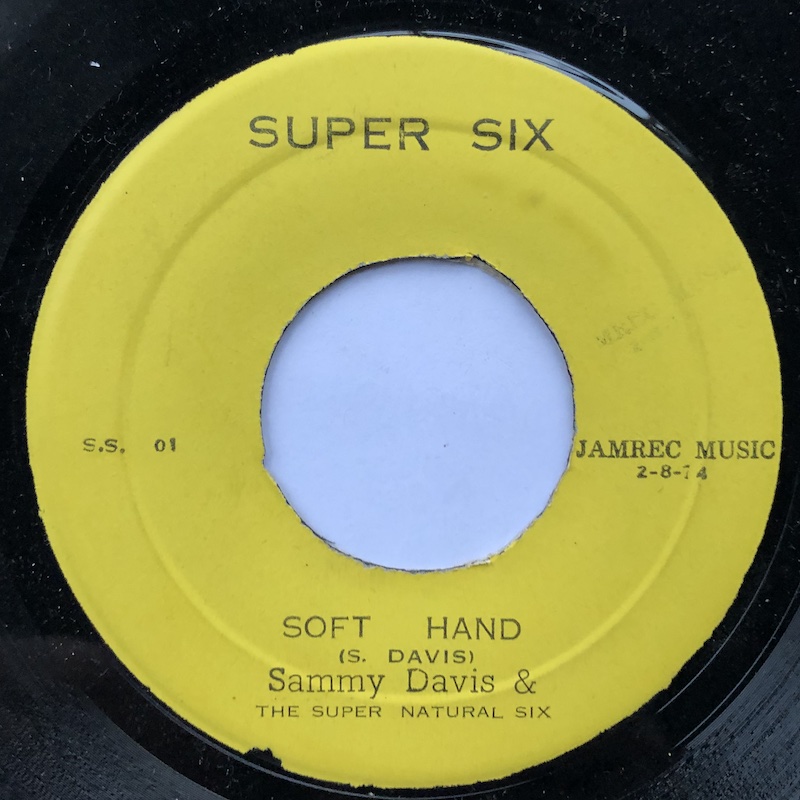 SUPER SIX
S.S. 01
JAMREC MUSIC
2-8-74
SOFT HAND
(S. DAVIS)
Sammy Davis &
THE SUPER NATURAL SIX